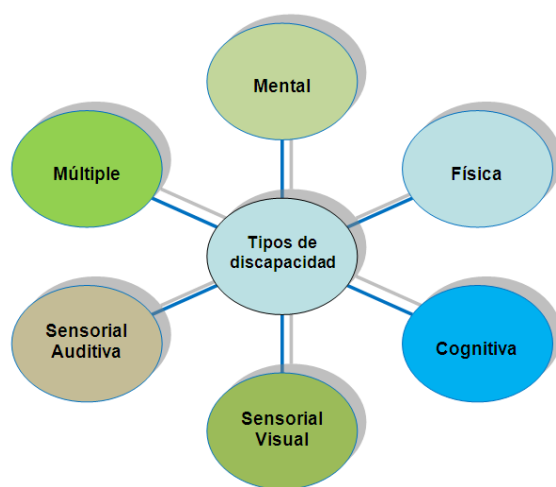 Mental
Múltiple
Física
Tipos de
discapacidad
Sensorial
Auditiva
Cognitiva
Sensorial
Visual